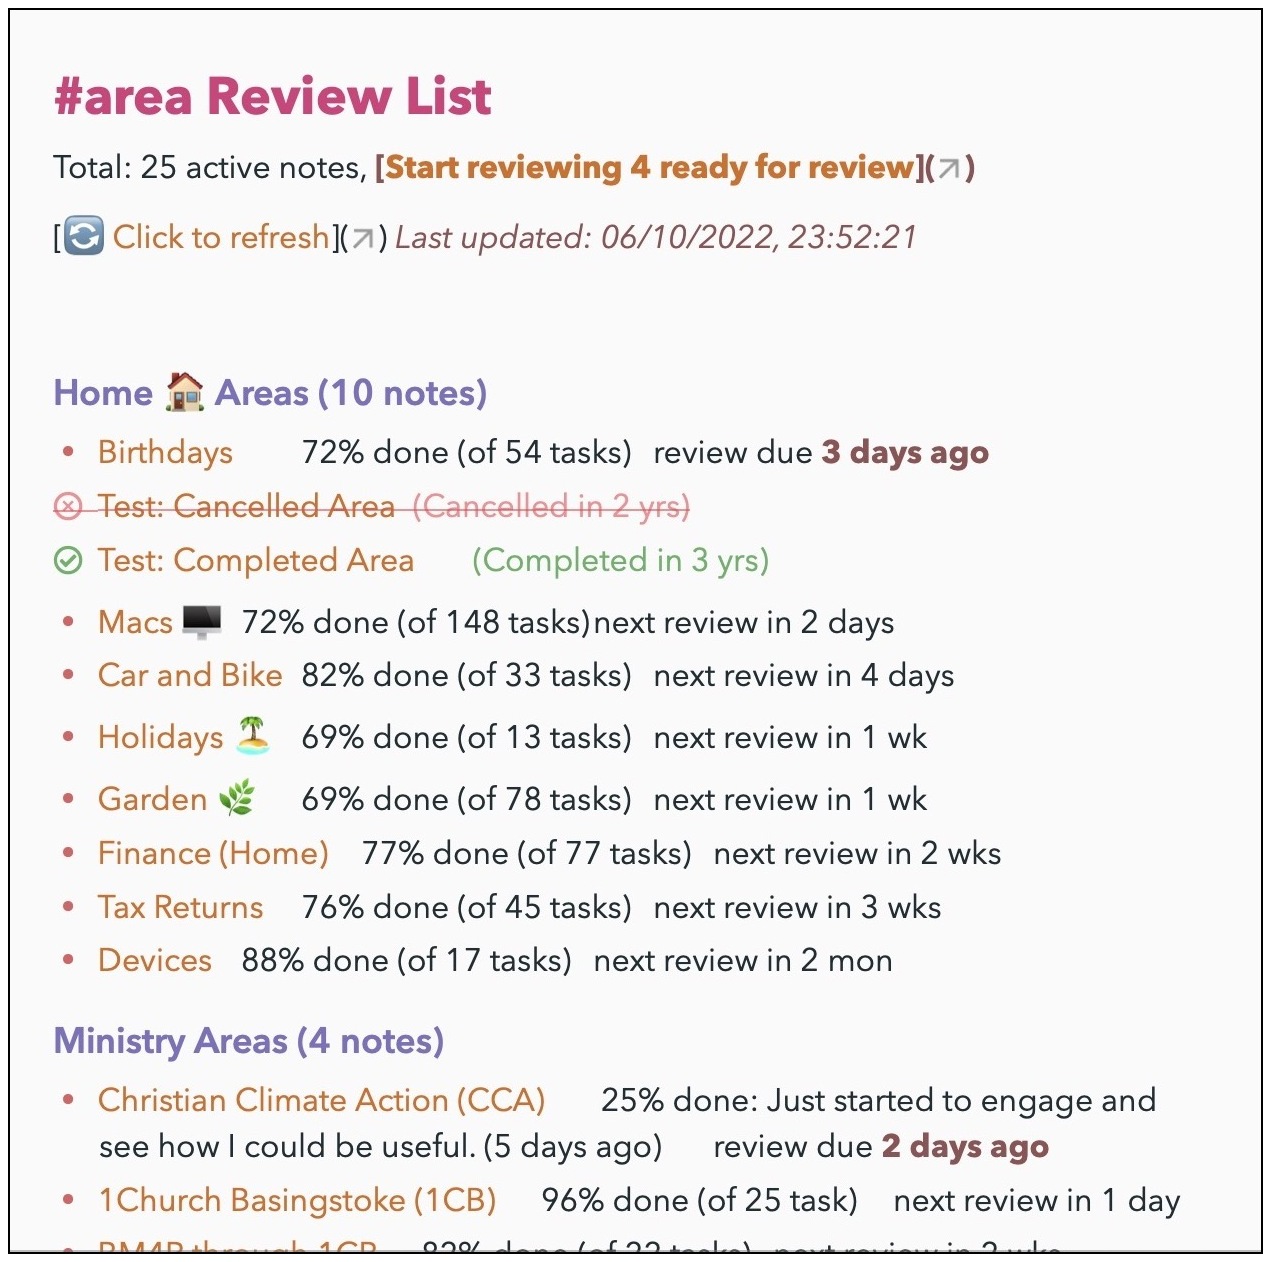 #area Review List
Total: 25 active notes, [Start reviewing 4 ready for review](↗)
[🔄 Click to refresh](↗) Last updated: 06/10/2022, 23:52:21
Home 🏠 Areas (10 notes)
• Birthdays 72% done (of 54 tasks) review due 3 days ago
Test: Cancelled Area (Cancelled in 2 yrs)
Test: Completed Area (Completed in 3 yrs)
• Macs 🖥️ 72% done (of 148 tasks) next review in 2 days
• Car and Bike 82% done (of 33 tasks) next review in 4 days
• Holidays 🏝️ 69% done (of 13 tasks) next review in 1 wk
• Garden 🌿 69% done (of 78 tasks) next review in 1 wk
• Finance (Home) 77% done (of 77 tasks) next review in 2 wks
• Tax Returns 76% done (of 45 tasks) next review in 3 wks
• Devices 88% done (of 17 tasks) next review in 2 mon
Ministry Areas (4 notes)
• Christian Climate Action (CCA) 25% done: Just started to engage and
see how I could be useful. (5 days ago) review due 2 days ago
• 1Church Basingstoke (1CB) 96% done (of 25 task) next review in 1 day
• through 1CB done (of tasks) next review in wks